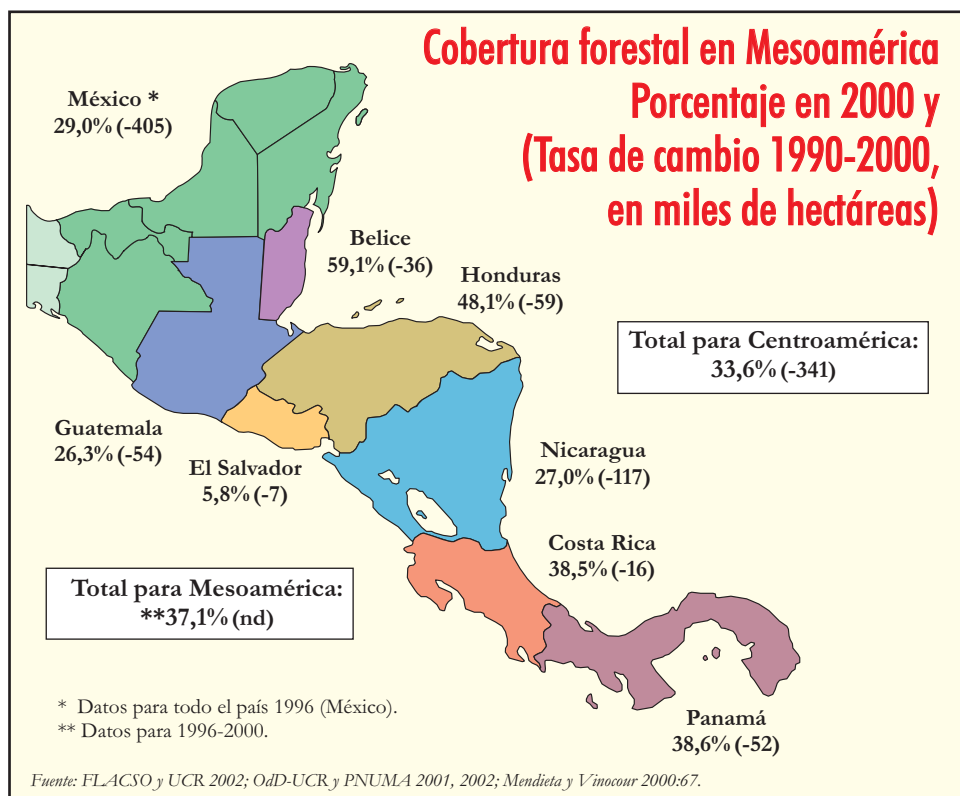 Cobertura forestal en Mesoamérica
Porcentaje en 2000 y
(Tasa de cambio 1990-2000,
en miles de hectáreas)
México *
29,0% (-405)
Belice
59,1% (-36)
Honduras
48,1% (-59)
Total para Centroamérica:
33,6% (-341)
Guatemala
26,3% (-54)
El Salvador
5,8% (-7)
Nicaragua
27,0% (-117)
Costa Rica
38,5% (-16)
Total para Mesoamérica:
**37,1% (nd)
Panamá
38,6% (-52)
* Datos para todo el país 1996 (México).
** Datos para 1996-2000.
Fuente: FLACSO y UCR 2002; OdD-UCR y PNUMA 2001, 2002; Mendieta y Vinocour 2000:67.